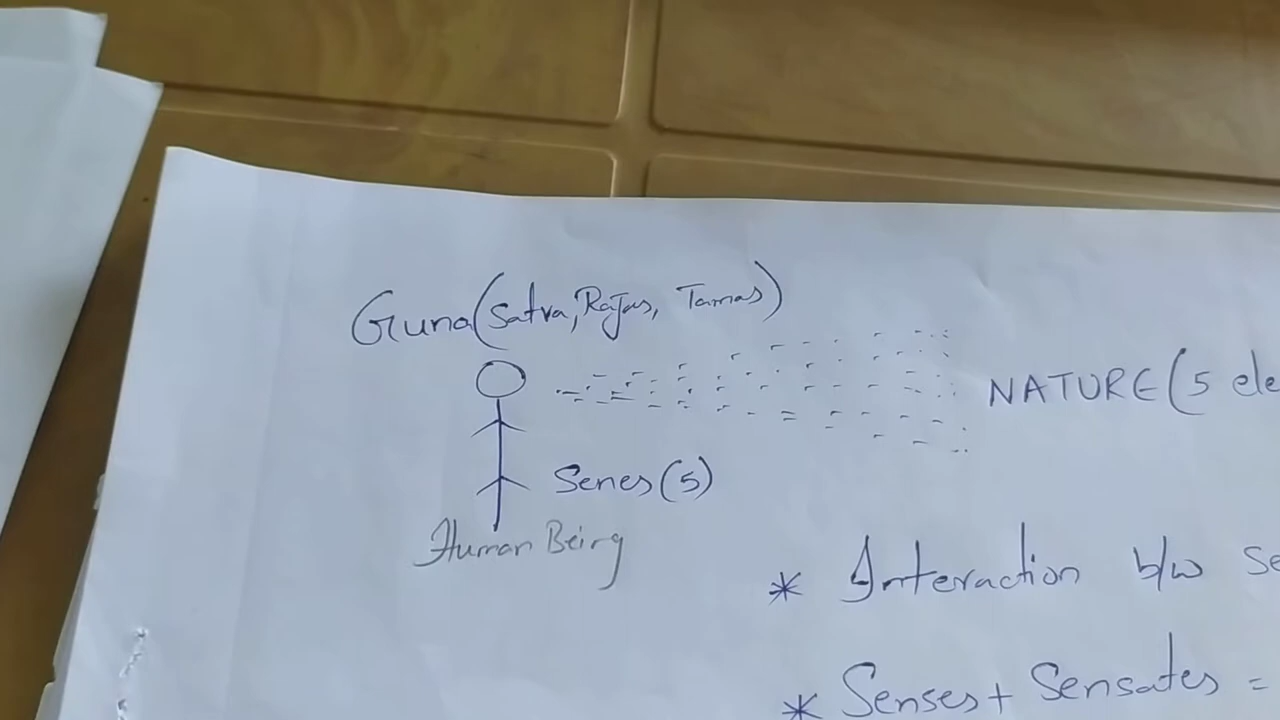 Guna (Satva, Rajas, Tamas)
NATURE (5 ele
Senes (5)
Human Being
* Interaction b/w se
* Senses + Sensates =